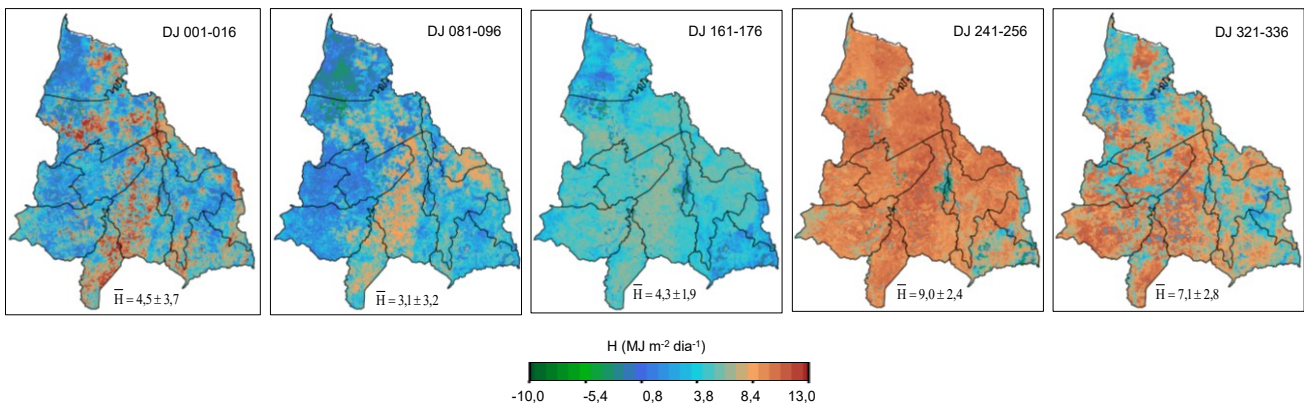 DJ 001-016
DJ 081-096
DJ 161-176
DJ 241-256
DJ 321-336
H̅ = 4,5 ± 3,7
H̅ = 3,1 ± 3,2
H̅ = 4,3 ± 1,9
H̅ = 9,0 ± 2,4
H̅ = 7,1 ± 2,8
H (MJ m⁻² dia⁻¹)
-10,0 -5,4 0,8 3,8 8,4 13,0